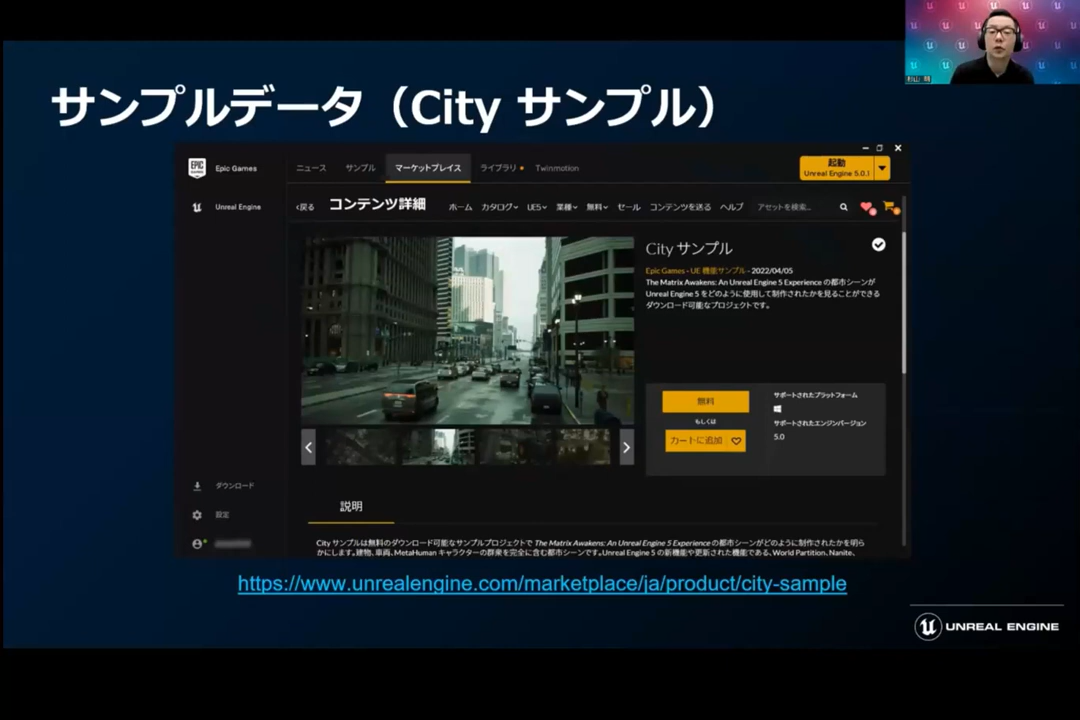 サンプルデータ（City サンプル）
EPIC GAMES
Epic Games
ニュース
サンプル
マーケットプレイス
ライブラリ
Twinmotion
起動
Unreal Engine 5.0.1
Unreal Engine
戻る
コンテンツ詳細
ホーム
カタログ
UE5
業種
無料
セール
コンテンツを送る
ヘルプ
アセットを検索...
City サンプル
Epic Games - UE 機能サンプル - 2022/04/05
The Matrix Awakens: An Unreal Engine 5 Experience の都市シーンが
Unreal Engine 5 をどのように使用して制作されたかを見ることができる
ダウンロード可能なプロジェクトです。
無料
もしくは
カートに追加
サポートされたプラットフォーム
サポートされたエンジンバージョン
5.0
ダウンロード
設定
説明
City サンプルは無料のダウンロード可能なサンプルプロジェクトで The Matrix Awakens: An Unreal Engine 5 Experience の都市シーンがどのように制作されたかを明ら
かにします。建物、車両、MetaHuman キャラクターの群衆を完全に含む都市シーンです。Unreal Engine 5 の新機能や更新された機能である、World Partition、Nanite、
https://www.unrealengine.com/marketplace/ja/product/city-sample
UNREAL ENGINE